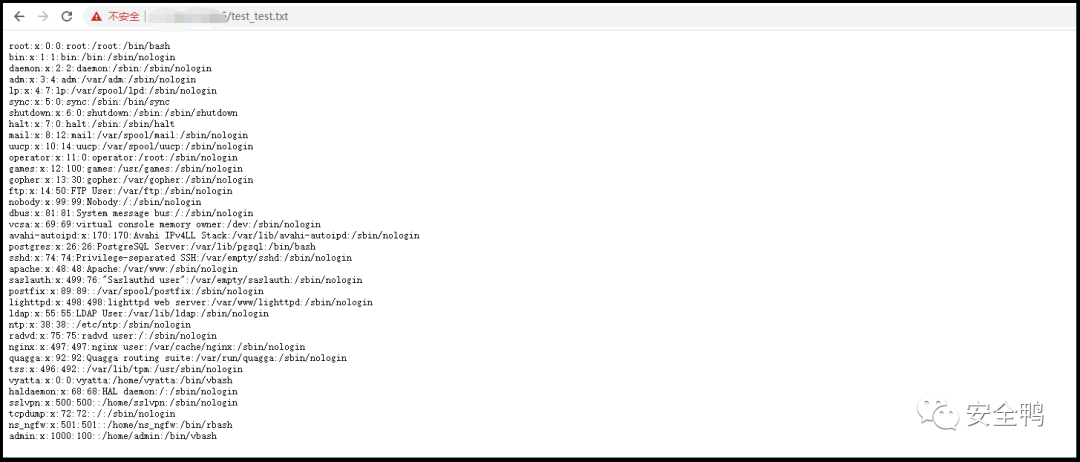 不安全
/test_test.txt
root:x:0:0:root:/root:/bin/bash
bin:x:1:1:bin:/bin:/sbin/nologin
daemon:x:2:2:daemon:/sbin:/sbin/nologin
adm:x:3:4:adm:/var/adm:/sbin/nologin
lp:x:4:7:lp:/var/spool/lpd:/sbin/nologin
sync:x:5:0:sync:/sbin:/bin/sync
shutdown:x:6:0:shutdown:/sbin:/sbin/shutdown
halt:x:7:0:halt:/sbin:/sbin/halt
mail:x:8:12:mail:/var/spool/mail:/sbin/nologin
uucp:x:10:14:uucp:/var/spool/uucp:/sbin/nologin
operator:x:11:0:operator:/root:/sbin/nologin
games:x:12:100:games:/usr/games:/sbin/nologin
gopher:x:13:30:gopher:/var/gopher:/sbin/nologin
ftp:x:14:50:FTP User:/var/ftp:/sbin/nologin
nobody:x:99:99:Nobody:/:/sbin/nologin
dbus:x:81:81:System message bus:/:/sbin/nologin
vcsa:x:69:69:virtual console memory owner:/dev:/sbin/nologin
avahi-autoipd:x:170:170:Avahi IPv4LL Stack:/var/lib/avahi-autoipd:/sbin/nologin
postgres:x:26:26:PostgreSQL Server:/var/lib/pgsql:/bin/bash
sshd:x:74:74:Privilege-separated SSH:/var/empty/sshd:/sbin/nologin
apache:x:48:48:Apache:/var/www:/sbin/nologin
saslauth:x:499:76:"Saslauthd user":/var/empty/saslauth:/sbin/nologin
postfix:x:89:89::/var/spool/postfix:/sbin/nologin
lighttpd:x:498:498:lighttpd web server:/var/www/lighttpd:/sbin/nologin
ldap:x:55:55:LDAP User:/var/lib/ldap:/sbin/nologin
ntp:x:38:38::/etc/ntp:/sbin/nologin
radvd:x:75:75:radvd user:/:/sbin/nologin
nginx:x:497:497:nginx user:/var/cache/nginx:/sbin/nologin
quagga:x:92:92:Quagga routing suite:/var/run/quagga:/sbin/nologin
tss:x:496:492::/var/lib/tpm:/usr/sbin/nologin
vyatta:x:0:0:vyatta:/home/vyatta:/bin/vbash
haldaemon:x:68:68:HAL daemon:/:/sbin/nologin
sslvpn:x:500:500::/home/sslvpn:/sbin/nologin
tcpdump:x:72:72::/:/sbin/nologin
ns_ngfw:x:501:501::/home/ns_ngfw:/bin/rbash
admin:x:1000:100::/home/admin:/bin/vbash
安全鸭